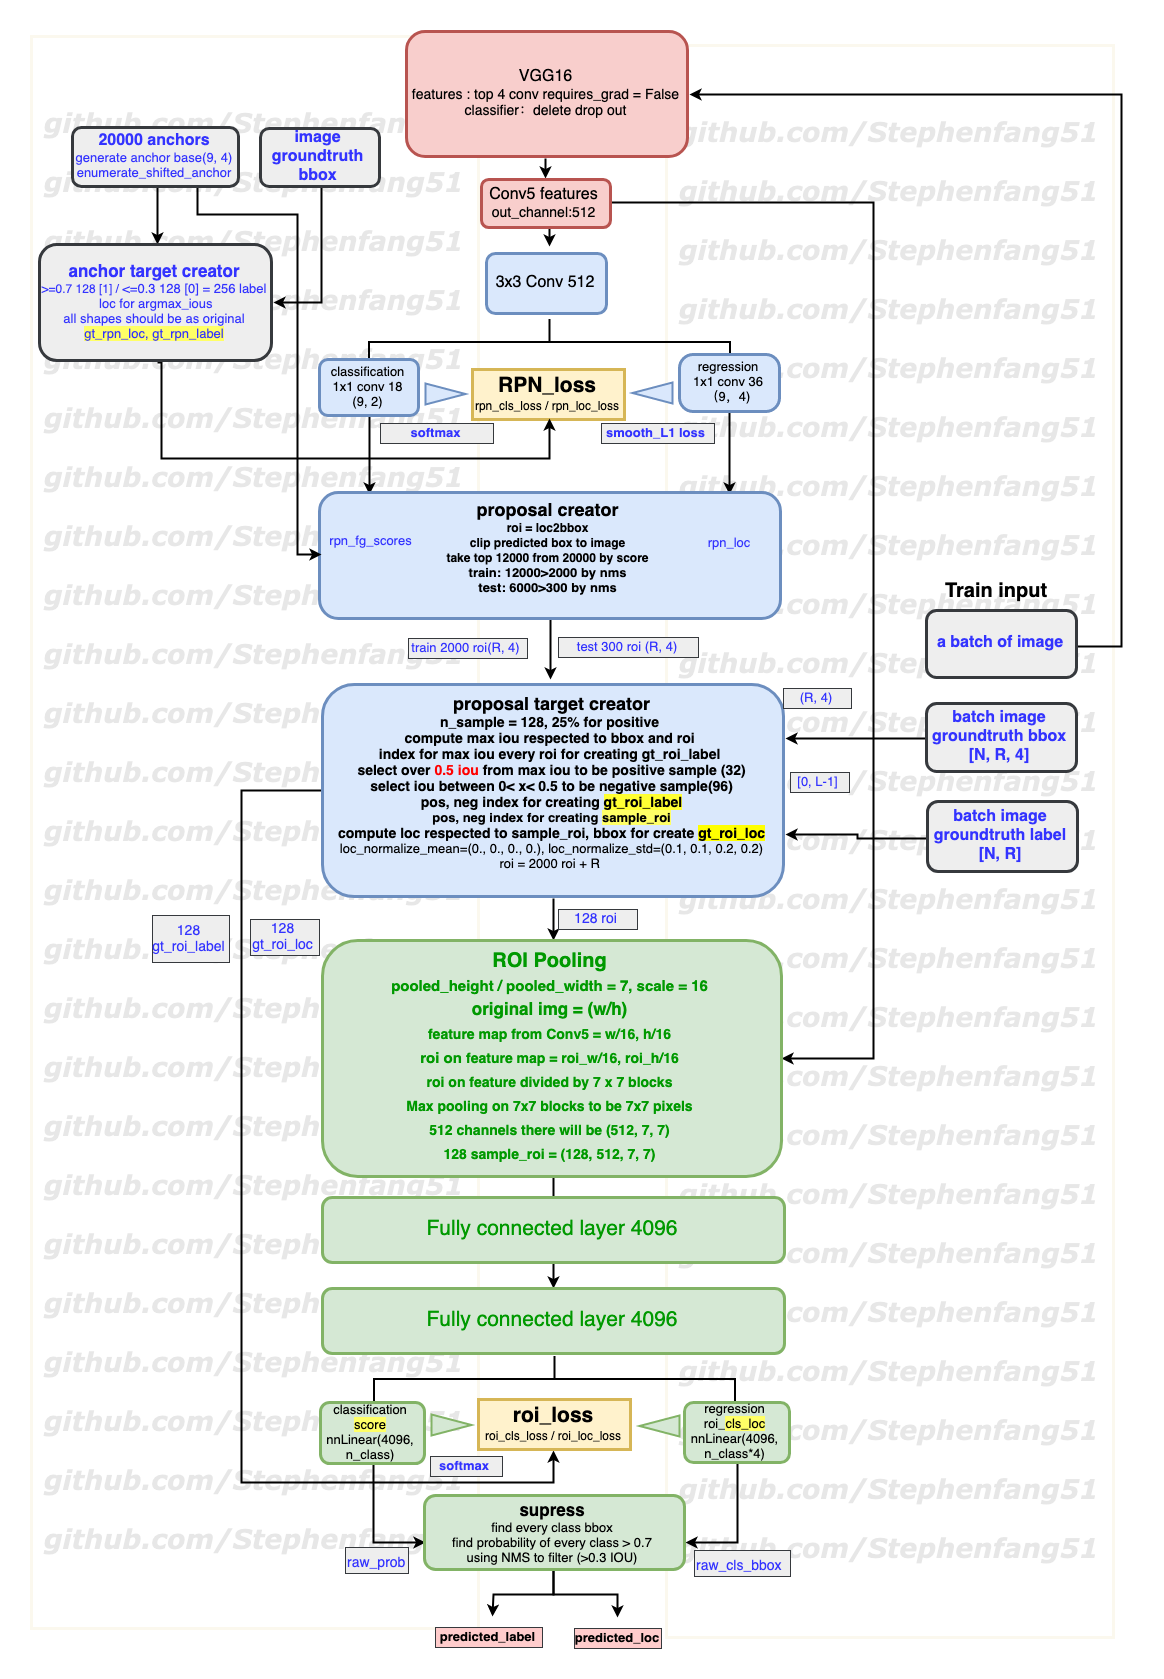 VGG16
features : top 4 conv requires_grad = False
classifier： delete drop out
20000 anchors
generate anchor base(9, 4)
enumerate_shifted_anchor
image
groundtruth
bbox
Conv5 features
out_channel:512
anchor target creator
>=0.7 128 [1] / <=0.3 128 [0] = 256 label
loc for argmax_ious
all shapes should be as original
gt_rpn_loc, gt_rpn_label
3x3 Conv 512
classification
1x1 conv 18
(9, 2)
RPN_loss
rpn_cls_loss / rpn_loc_loss
regression
1x1 conv 36
(9, 4)
softmax
smooth_L1 loss
proposal creator
roi = loc2bbox
clip predicted box to image
take top 12000 from 20000 by score
train: 12000>2000 by nms
test: 6000>300 by nms
rpn_fg_scores
rpn_loc
Train input
a batch of image
train 2000 roi(R, 4)
test 300 roi (R, 4)
proposal target creator
n_sample = 128, 25% for positive
compute max iou respected to bbox and roi
index for max iou every roi for creating gt_roi_label
select over 0.5 iou from max iou to be positive sample (32)
select iou between 0< x< 0.5 to be negative sample(96)
pos, neg index for creating gt_roi_label
pos, neg index for creating sample_roi
compute loc respected to sample_roi, bbox for create gt_roi_loc
loc_normalize_mean=(0., 0., 0., 0.), loc_normalize_std=(0.1, 0.1, 0.2, 0.2)
roi = 2000 roi + R
(R, 4)
batch image
groundtruth bbox
[N, R, 4]
[0, L-1]
batch image
groundtruth label
[N, R]
128
gt_roi_label
128
gt_roi_loc
128 roi
ROI Pooling
pooled_height / pooled_width = 7, scale = 16
original img = (w/h)
feature map from Conv5 = w/16, h/16
roi on feature map = roi_w/16, roi_h/16
roi on feature divided by 7 x 7 blocks
Max pooling on 7x7 blocks to be 7x7 pixels
512 channels there will be (512, 7, 7)
128 sample_roi = (128, 512, 7, 7)
Fully connected layer 4096
Fully connected layer 4096
classification
score
nnLinear(4096,
n_class)
roi_loss
roi_cls_loss / roi_loc_loss
regression
roi_cls_loc
nnLinear(4096,
n_class*4)
softmax
supress
find every class bbox
find probability of every class > 0.7
using NMS to filter (>0.3 IOU)
raw_prob
raw_cls_bbox
predicted_label
predicted_loc
github.com/Stephenfang51